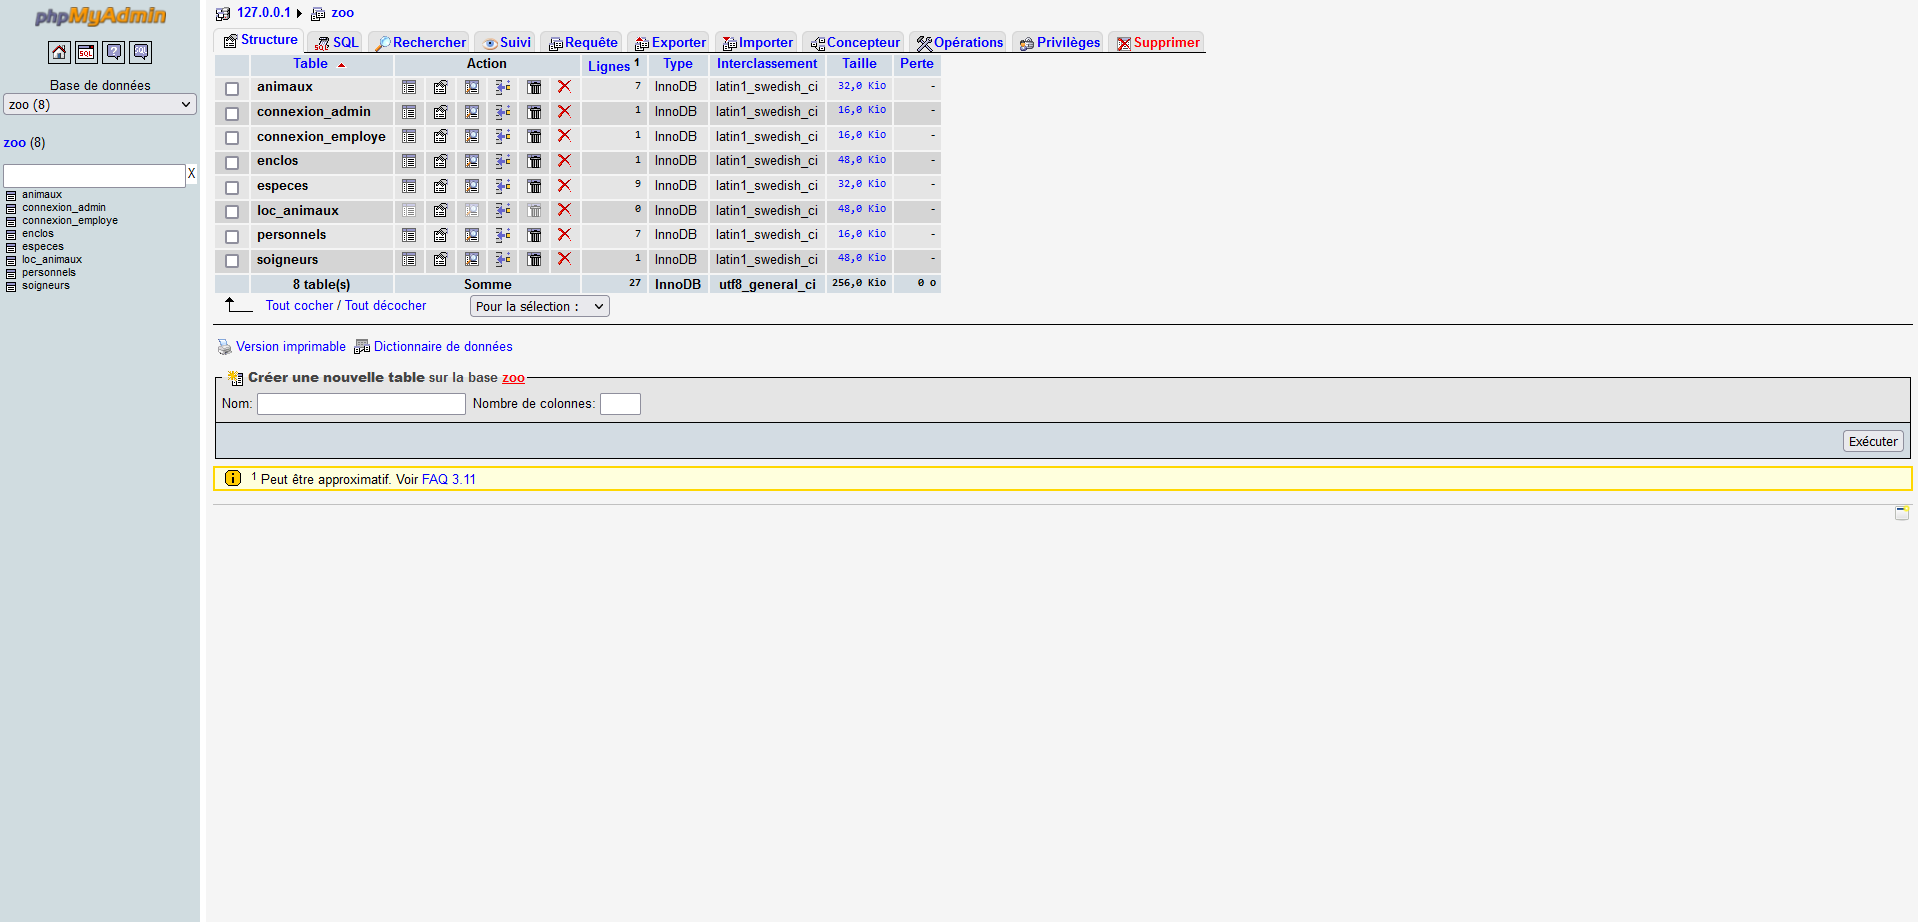 phpMyAdmin
Base de données
zoo (8)
zoo (8)
X
animaux
connexion_admin
connexion_employe
enclos
especes
loc_animaux
personnels
soigneurs
127.0.0.1 zoo
Structure SQL Rechercher Suivi Requête Exporter Importer Concepteur Opérations Privilèges Supprimer
Table Action Lignes 1 Type Interclassement Taille Perte
animaux 7 InnoDB latin1_swedish_ci 32,0 Kio -
connexion_admin 1 InnoDB latin1_swedish_ci 16,0 Kio -
connexion_employe 1 InnoDB latin1_swedish_ci 16,0 Kio -
enclos 1 InnoDB latin1_swedish_ci 48,0 Kio -
especes 9 InnoDB latin1_swedish_ci 32,0 Kio -
loc_animaux 0 InnoDB latin1_swedish_ci 48,0 Kio -
personnels 7 InnoDB latin1_swedish_ci 16,0 Kio -
soigneurs 1 InnoDB latin1_swedish_ci 48,0 Kio -
8 table(s) Somme 27 InnoDB utf8_general_ci 256,0 Kio 0 o
Tout cocher / Tout décocher Pour la sélection :
Version imprimable Dictionnaire de données
Créer une nouvelle table sur la base zoo
Nom: Nombre de colonnes:
Exécuter
1 Peut être approximatif. Voir FAQ 3.11